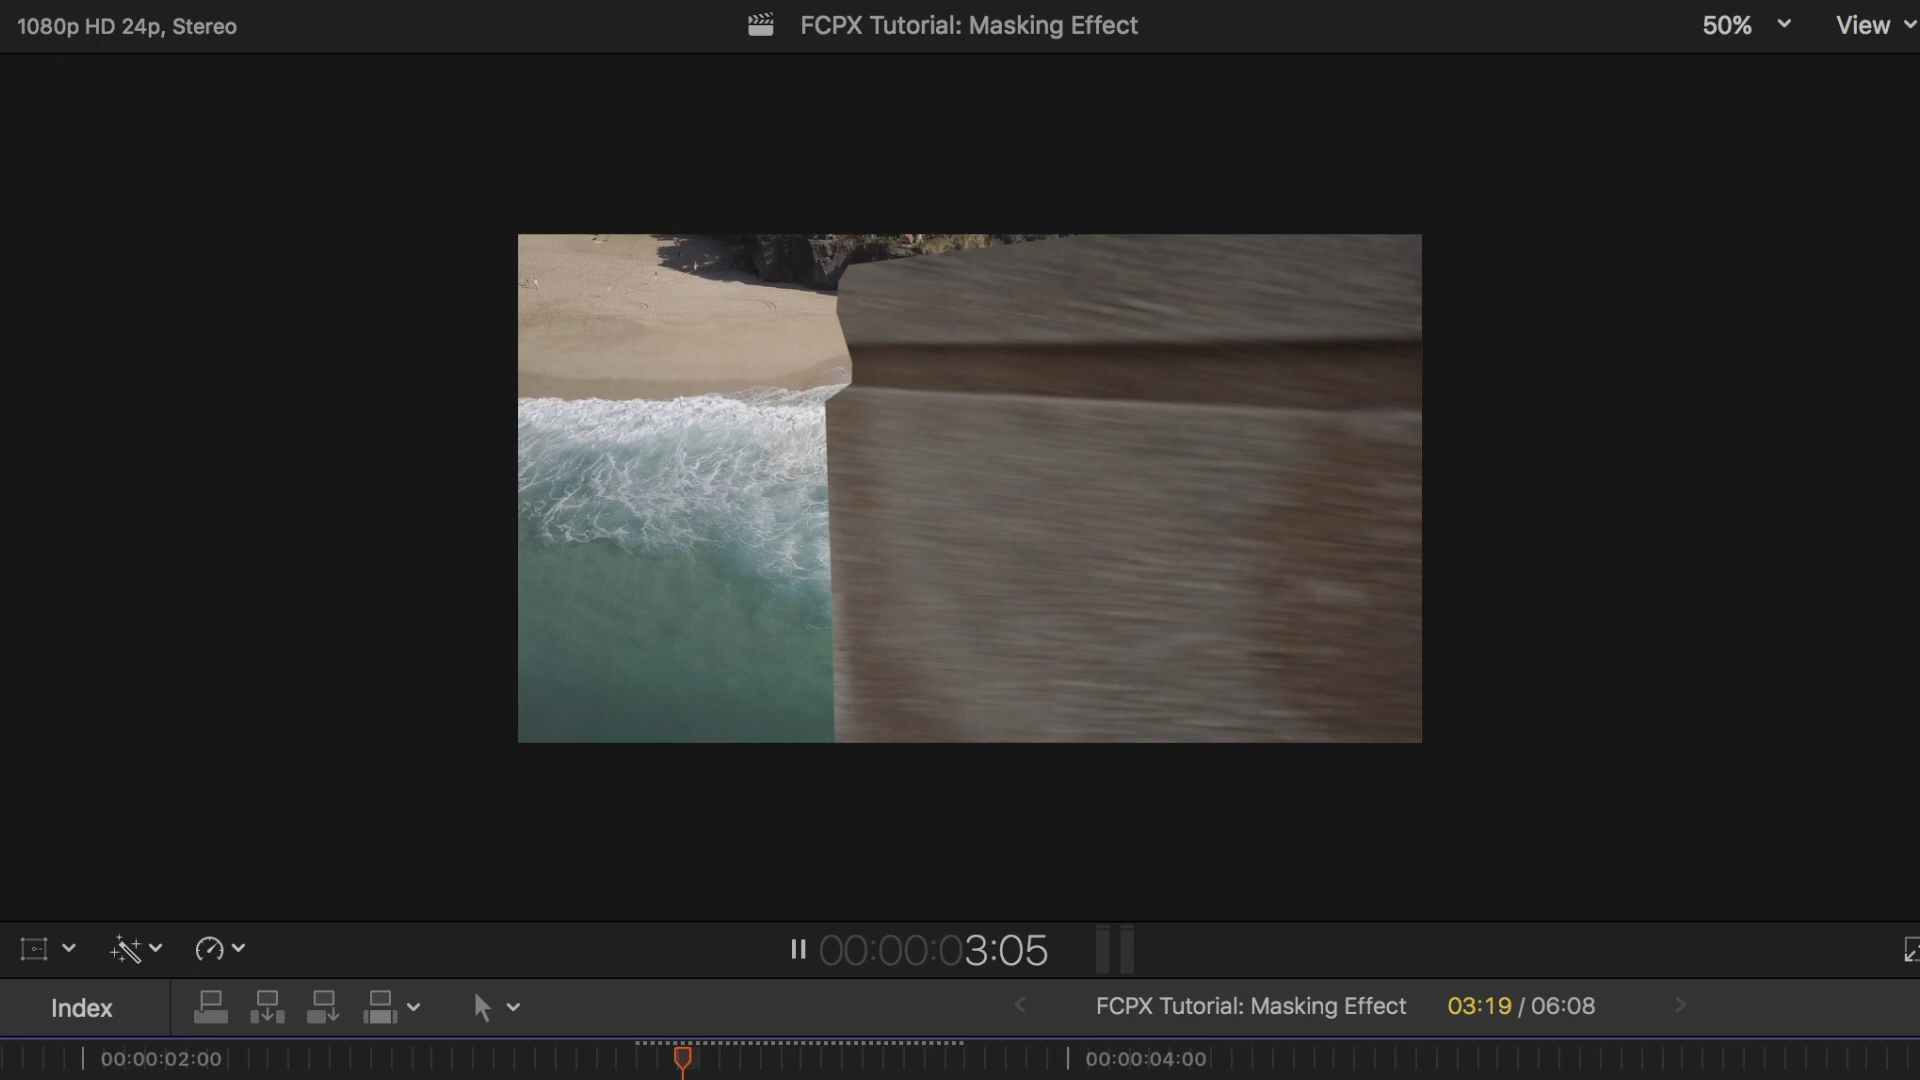 1080p HD 24p, Stereo
FCPX Tutorial: Masking Effect
50%
View
00:00:03:05
Index
FCPX Tutorial: Masking Effect
03:19 / 06:08
00:00:02:00
00:00:04:00